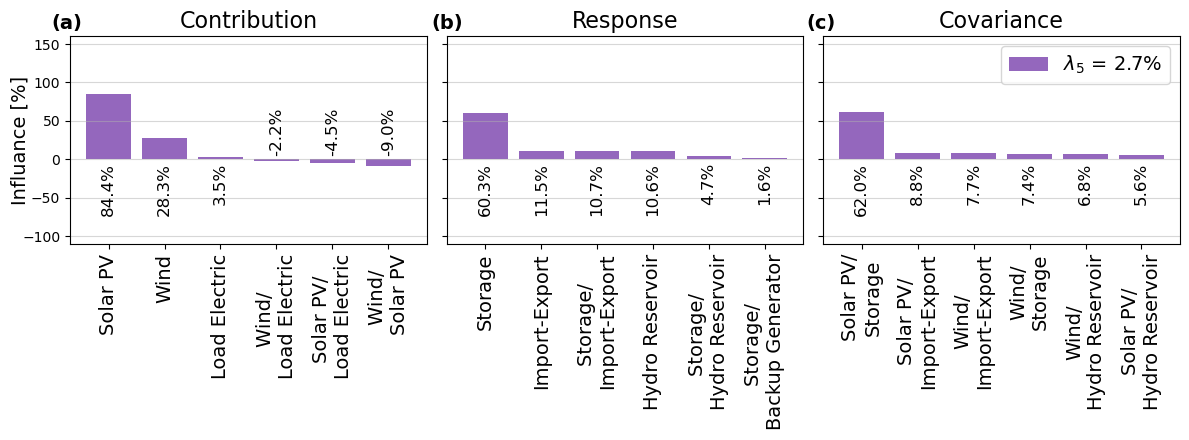 (a)
Contribution
(b)
Response
(c)
Covariance
Influance [%]
150
100
50
0
−50
−100
84.4%
28.3%
3.5%
-2.2%
-4.5%
-9.0%
Solar PV
Wind
Load Electric
Wind/
Load Electric
Solar PV/
Load Electric
Wind/
Solar PV
60.3%
11.5%
10.7%
10.6%
4.7%
1.6%
Storage
Import-Export
Storage/
Import-Export
Hydro Reservoir
Storage/
Hydro Reservoir
Storage/
Backup Generator
λ₅ = 2.7%
62.0%
8.8%
7.7%
7.4%
6.8%
5.6%
Solar PV/
Storage
Solar PV/
Import-Export
Wind/
Import-Export
Wind/
Storage
Wind/
Hydro Reservoir
Solar PV/
Hydro Reservoir